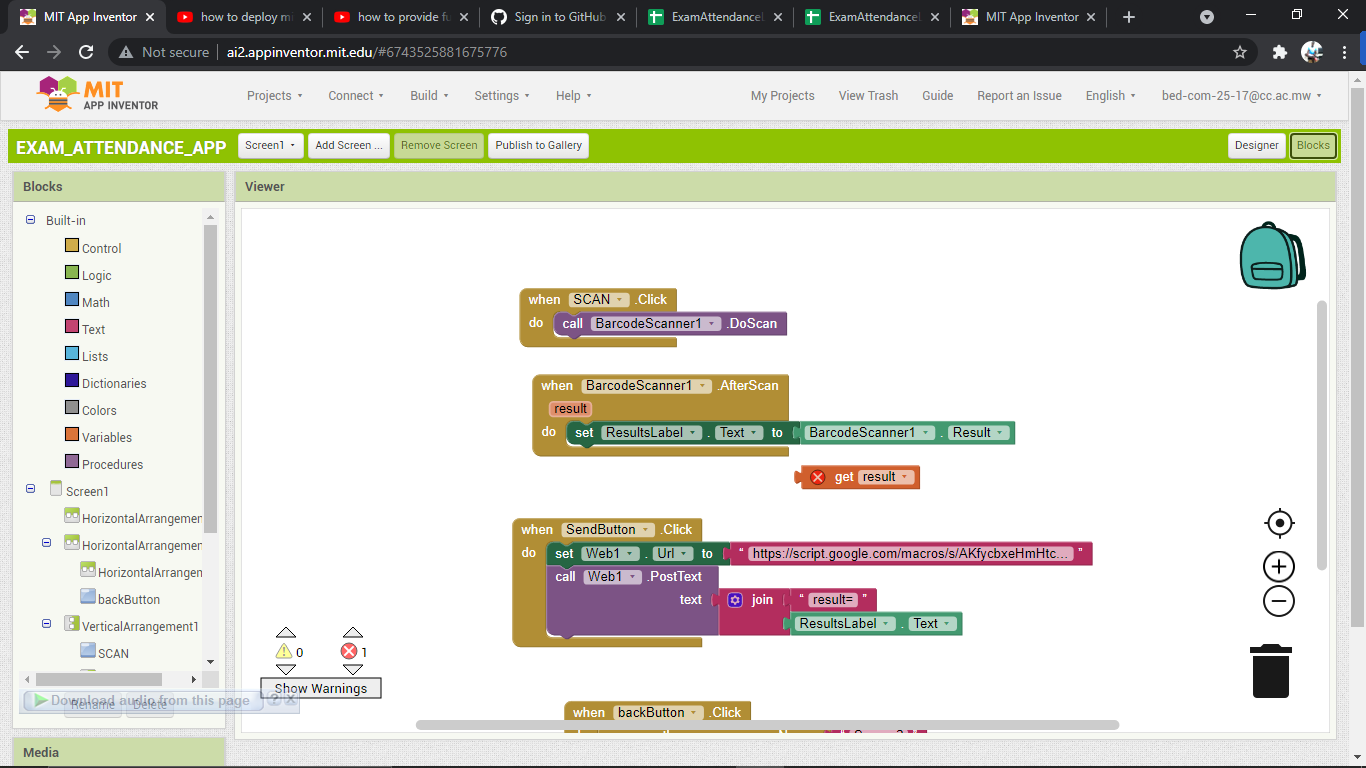 MIT App Inventor
how to deploy mi
how to provide fu
Sign in to GitHub
ExamAttendanceL
ExamAttendanceL
MIT App Inventor
Not secure | ai2.appinventor.mit.edu/#6743525881675776
MIT
APP INVENTOR
Projects
Connect
Build
Settings
Help
My Projects
View Trash
Guide
Report an Issue
English
bed-com-25-17@cc.ac.mw
EXAM_ATTENDANCE_APP
Screen1
Add Screen ...
Remove Screen
Publish to Gallery
Designer
Blocks
Blocks
Built-in
Control
Logic
Math
Text
Lists
Dictionaries
Colors
Variables
Procedures
Screen1
HorizontalArrangemer
HorizontalArrangemer
HorizontalArrangen
backButton
VerticalArrangement1
SCAN
Download audio from this page ?
Rename
Delete
Media
Viewer
when SCAN .Click
do call BarcodeScanner1 .DoScan
when BarcodeScanner1 .AfterScan
result
do set ResultsLabel . Text to BarcodeScanner1 . Result
get result
when SendButton .Click
do set Web1 . Url to " https://script.google.com/macros/s/AKfycbxeHmHtc... "
call Web1 .PostText
text join " result= "
ResultsLabel . Text
0
1
Show Warnings
when backButton .Click